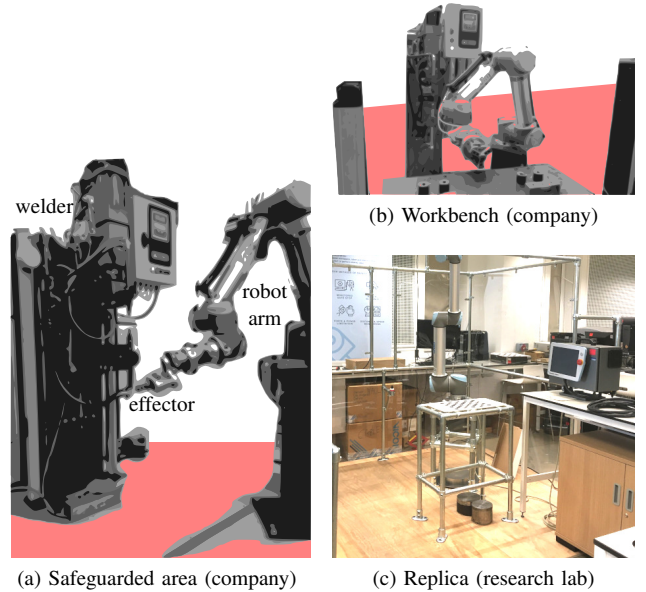 welder
robot
arm
effector
(a) Safeguarded area (company)
(b) Workbench (company)
(c) Replica (research lab)